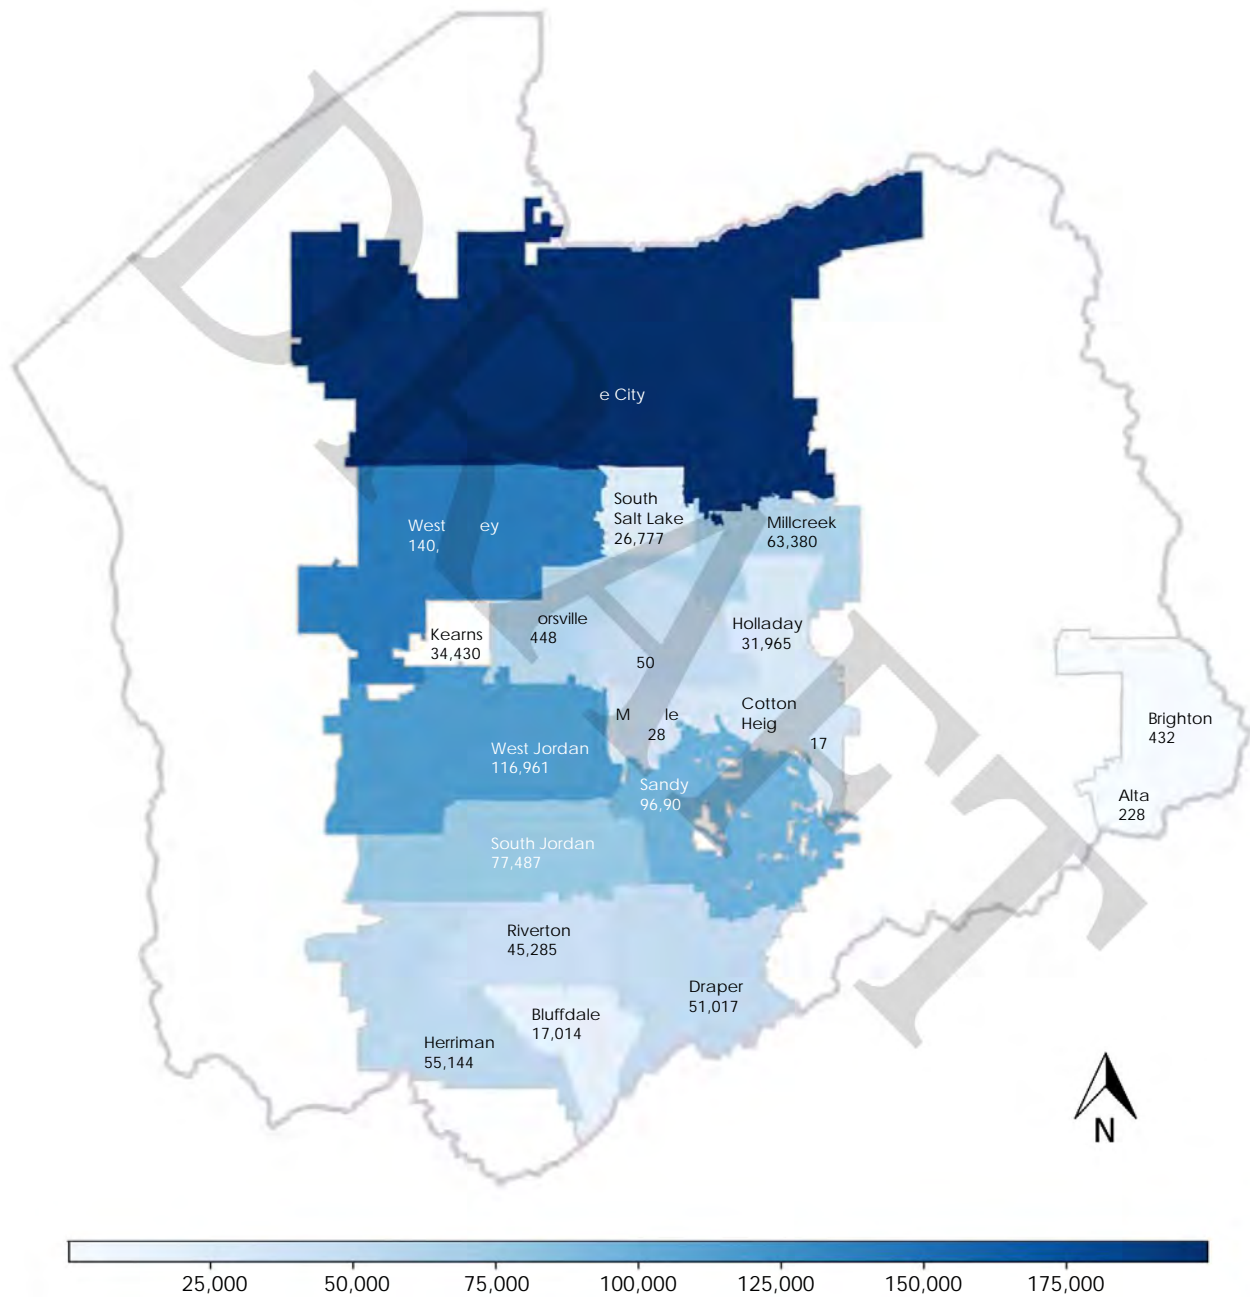 DRAFT
e City
South
Salt Lake
26,777
Millcreek
63,380
West ey
140,
Kearns
34,430
orsville
448
Holladay
31,965
50
M le
28
Cotton
Heig
17
Brighton
432
Alta
228
West Jordan
116,961
Sandy
96,90
South Jordan
77,487
Riverton
45,285
Draper
51,017
Bluffdale
17,014
Herriman
55,144
N
25,000 50,000 75,000 100,000 125,000 150,000 175,000